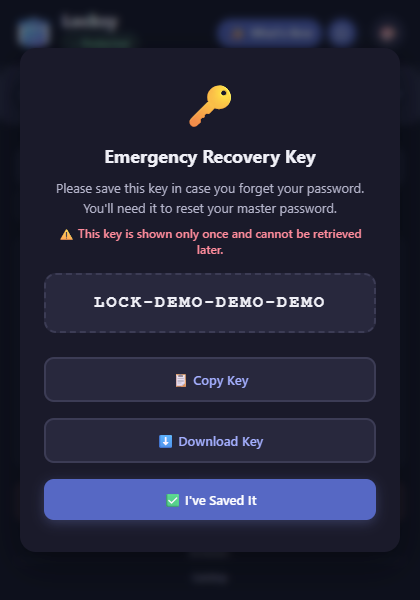 Emergency Recovery Key
Please save this key in case you forget your password.
You'll need it to reset your master password.
⚠️ This key is shown only once and cannot be retrieved
later.
LOCK-DEMO-DEMO-DEMO
📋 Copy Key
⬇️ Download Key
✅ I've Saved It